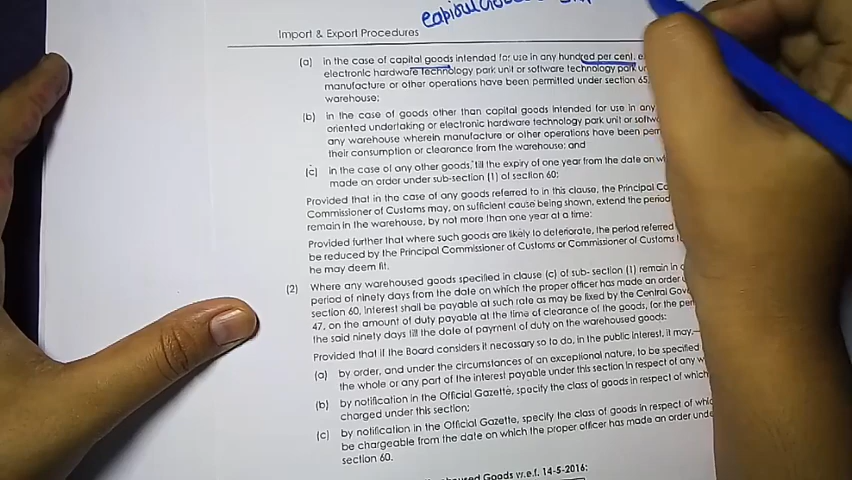 Import & Export Procedures
(a) in the case of capital goods intended for use in any hundred per cent.
electronic hardware technology park unit or software technology park
manufacture or other operations have been permitted under section 65,
warehouse;
(b) in the case of goods other than capital goods intended for use in any
oriented undertaking or electronic hardware technology park unit or
any warehouse wherein manufacture or other operations have been
their consumption or clearance from the warehouse; and
(c) in the case of any other goods, till the expiry of one year from the date on
made an order under sub-section (1) of section 60:
Provided that in the case of any goods referred to in this clause, the Principal
Commissioner of Customs may, on sufficient cause being shown, extend the period
remain in the warehouse, by not more than one year at a time:
Provided further that where such goods are likely to deteriorate, the period referred
be reduced by the Principal Commissioner of Customs or Commissioner of Customs
he may deem fit.
(2) Where any warehoused goods specified in clause (c) of sub- section (1) remain in
period of ninety days from the date on which the proper officer has made an order
section 60, interest shall be payable at such rate as may be fixed by the Central
47, on the amount of duty payable at the time of clearance of the goods, for the
the said ninety days till the date of payment of duty on the warehoused goods:
Provided that if the Board considers it necessary so to do, in the public interest, it may,—
(a) by order, and under the circumstances of an exceptional nature, to be specified
the whole or any part of the interest payable under this section in respect of any
(b) by notification in the Official Gazette, specify the class of goods in respect of which
charged under this section;
(c) by notification in the Official Gazette, specify the class of goods in respect of
be chargeable from the date on which the proper officer has made an order
section 60.
Goods w.e.f. 14-5-2016: